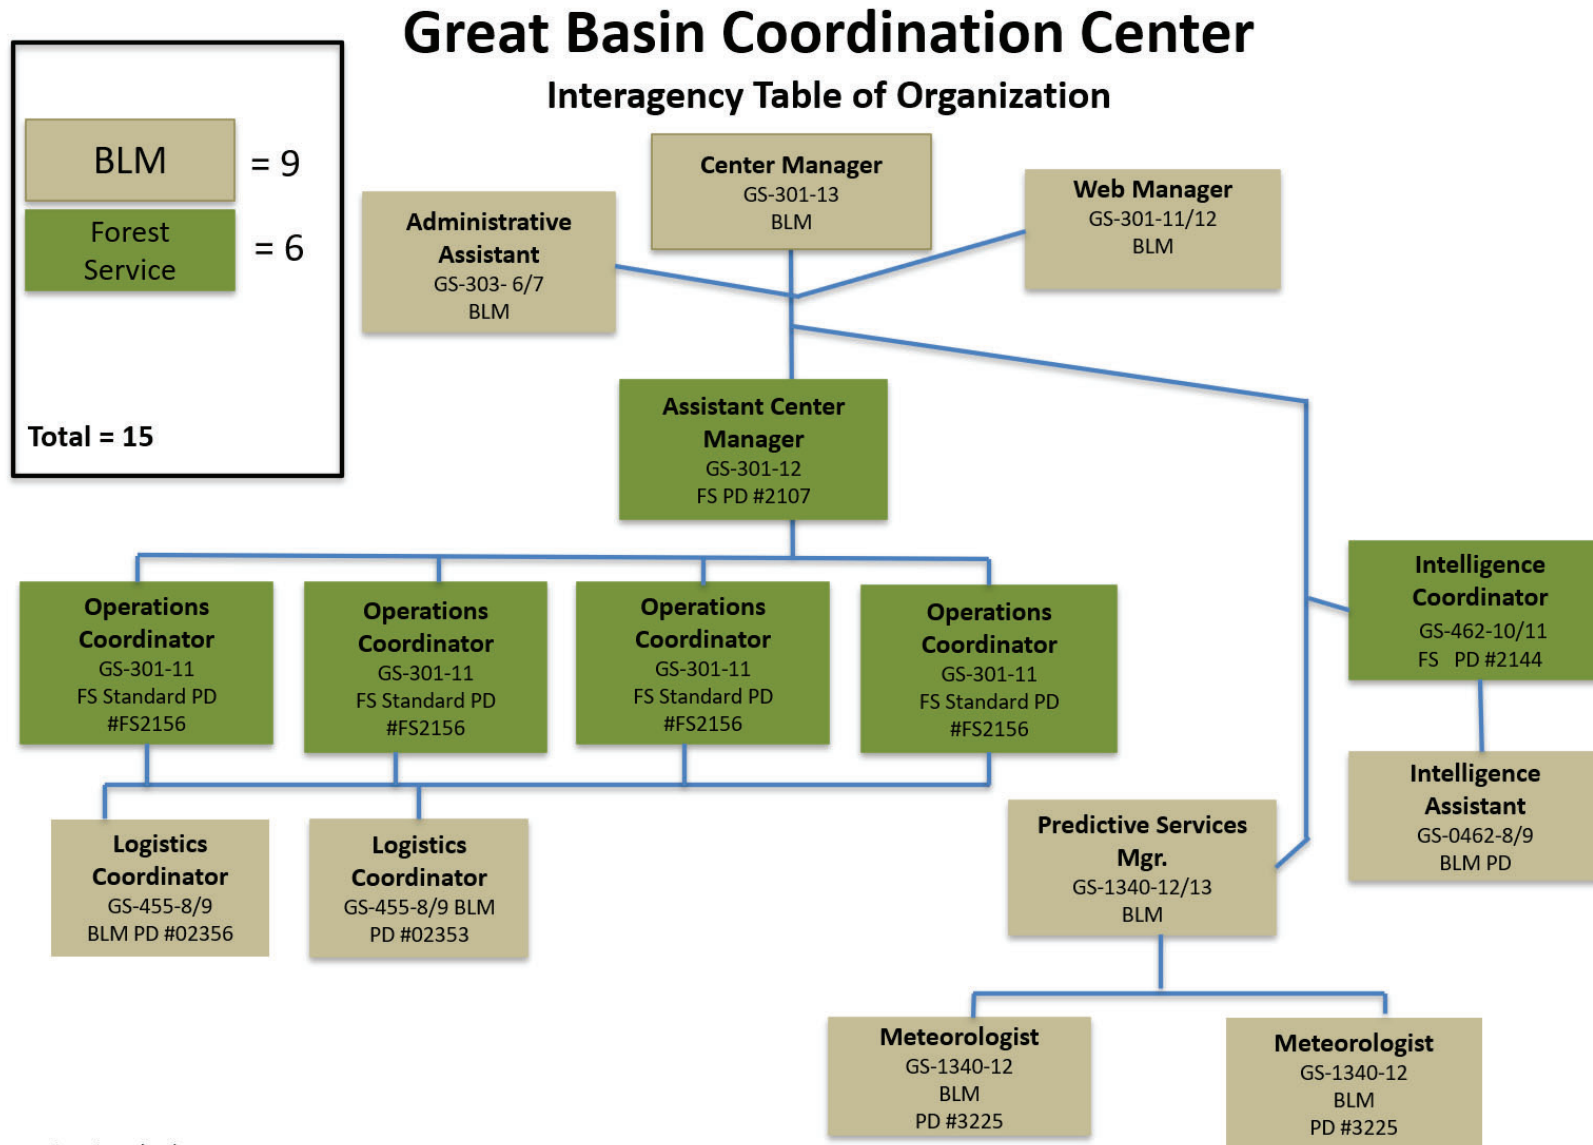 Great Basin Coordination Center
Interagency Table of Organization
BLM
= 9
Forest
Service
= 6
Total = 15
Center Manager
GS-301-13
BLM
Administrative
Assistant
GS-303- 6/7
BLM
Web Manager
GS-301-11/12
BLM
Assistant Center
Manager
GS-301-12
FS PD #2107
Operations
Coordinator
GS-301-11
FS Standard PD
#FS2156
Operations
Coordinator
GS-301-11
FS Standard PD
#FS2156
Operations
Coordinator
GS-301-11
FS Standard PD
#FS2156
Operations
Coordinator
GS-301-11
FS Standard PD
#FS2156
Intelligence
Coordinator
GS-462-10/11
FS PD #2144
Intelligence
Assistant
GS-0462-8/9
BLM PD
Logistics
Coordinator
GS-455-8/9
BLM PD #02356
Logistics
Coordinator
GS-455-8/9 BLM
PD #02353
Predictive Services
Mgr.
GS-1340-12/13
BLM
Meteorologist
GS-1340-12
BLM
PD #3225
Meteorologist
GS-1340-12
BLM
PD #3225